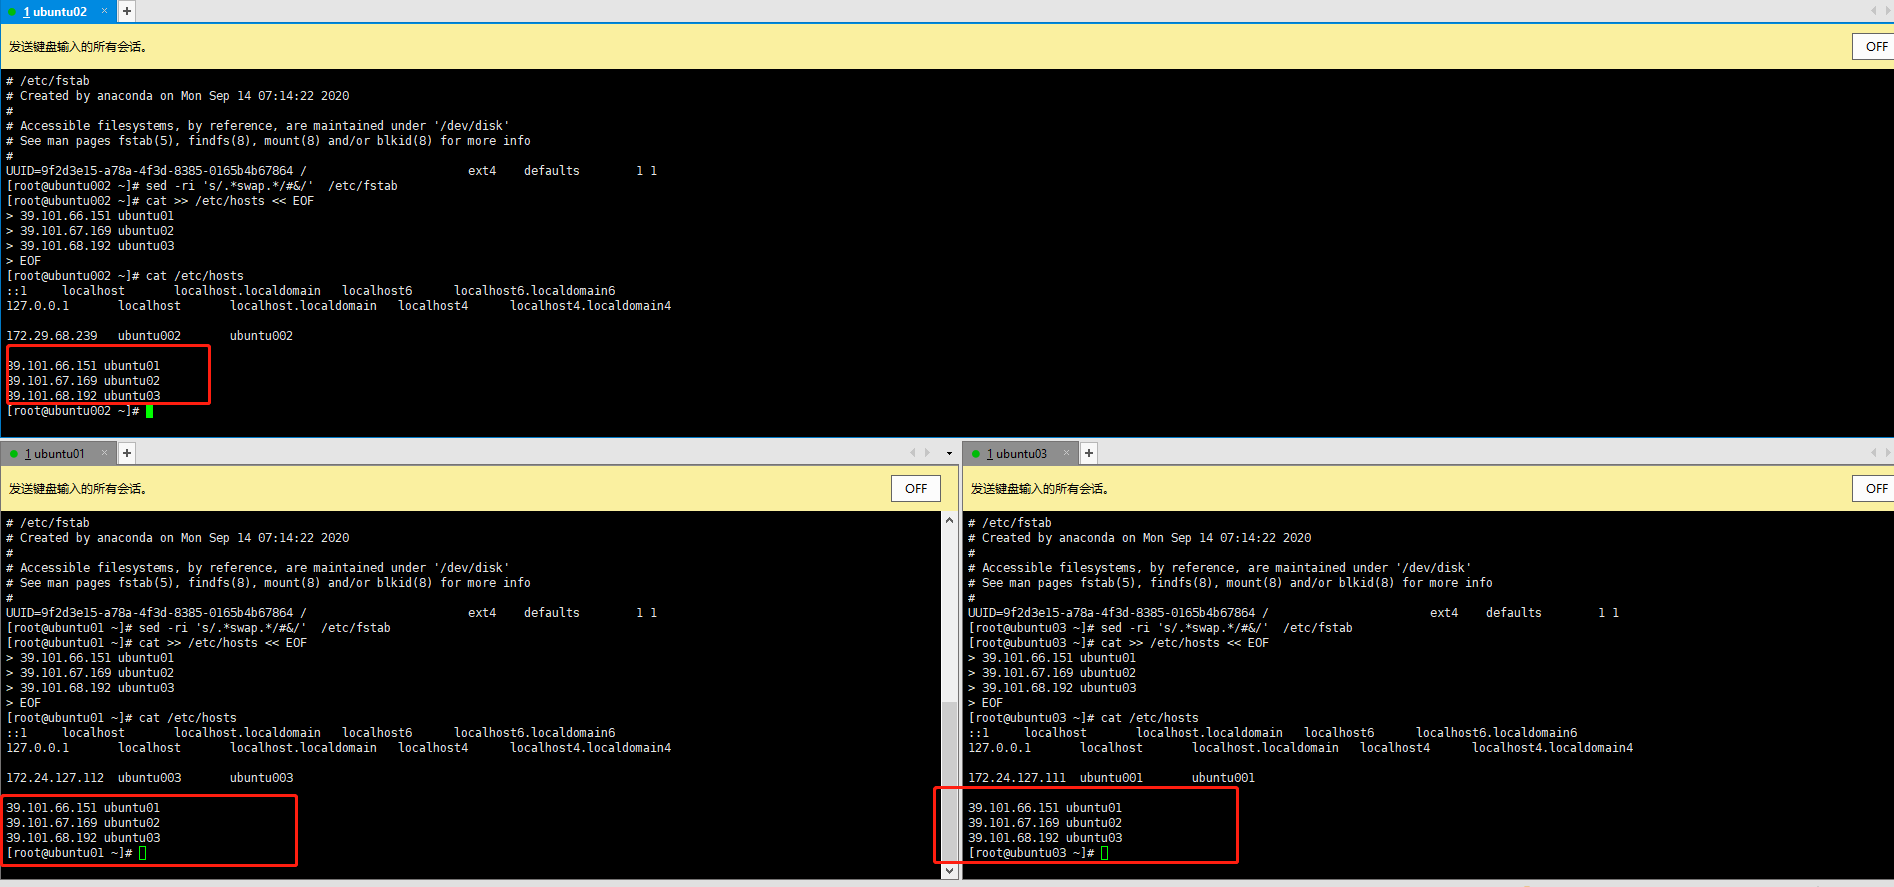 1 ubuntu02 × +
发送键盘输入的所有会话。
OFF
# /etc/fstab
# Created by anaconda on Mon Sep 14 07:14:22 2020
#
# Accessible filesystems, by reference, are maintained under '/dev/disk'
# See man pages fstab(5), findfs(8), mount(8) and/or blkid(8) for more info
#
UUID=9f2d3e15-a78a-4f3d-8385-0165b4b67864 / ext4 defaults 1 1
[root@ubuntu002 ~]# sed -ri 's/.*swap.*/#&/' /etc/fstab
[root@ubuntu002 ~]# cat >> /etc/hosts << EOF
> 39.101.66.151 ubuntu01
> 39.101.67.169 ubuntu02
> 39.101.68.192 ubuntu03
> EOF
[root@ubuntu002 ~]# cat /etc/hosts
::1 localhost localhost.localdomain localhost6 localhost6.localdomain6
127.0.0.1 localhost localhost.localdomain localhost4 localhost4.localdomain4
172.29.68.239 ubuntu002 ubuntu002
39.101.66.151 ubuntu01
39.101.67.169 ubuntu02
39.101.68.192 ubuntu03
[root@ubuntu002 ~]#
1 ubuntu01 × +
发送键盘输入的所有会话。
OFF
# /etc/fstab
# Created by anaconda on Mon Sep 14 07:14:22 2020
#
# Accessible filesystems, by reference, are maintained under '/dev/disk'
# See man pages fstab(5), findfs(8), mount(8) and/or blkid(8) for more info
#
UUID=9f2d3e15-a78a-4f3d-8385-0165b4b67864 / ext4 defaults 1 1
[root@ubuntu01 ~]# sed -ri 's/.*swap.*/#&/' /etc/fstab
[root@ubuntu01 ~]# cat >> /etc/hosts << EOF
> 39.101.66.151 ubuntu01
> 39.101.67.169 ubuntu02
> 39.101.68.192 ubuntu03
> EOF
[root@ubuntu01 ~]# cat /etc/hosts
::1 localhost localhost.localdomain localhost6 localhost6.localdomain6
127.0.0.1 localhost localhost.localdomain localhost4 localhost4.localdomain4
172.24.127.112 ubuntu003 ubuntu003
39.101.66.151 ubuntu01
39.101.67.169 ubuntu02
39.101.68.192 ubuntu03
[root@ubuntu01 ~]#
1 ubuntu03 × +
发送键盘输入的所有会话。
OFF
# /etc/fstab
# Created by anaconda on Mon Sep 14 07:14:22 2020
#
# Accessible filesystems, by reference, are maintained under '/dev/disk'
# See man pages fstab(5), findfs(8), mount(8) and/or blkid(8) for more info
#
UUID=9f2d3e15-a78a-4f3d-8385-0165b4b67864 / ext4 defaults 1 1
[root@ubuntu03 ~]# sed -ri 's/.*swap.*/#&/' /etc/fstab
[root@ubuntu03 ~]# cat >> /etc/hosts << EOF
> 39.101.66.151 ubuntu01
> 39.101.67.169 ubuntu02
> 39.101.68.192 ubuntu03
> EOF
[root@ubuntu03 ~]# cat /etc/hosts
::1 localhost localhost.localdomain localhost6 localhost6.localdomain6
127.0.0.1 localhost localhost.localdomain localhost4 localhost4.localdomain4
172.24.127.111 ubuntu001 ubuntu001
39.101.66.151 ubuntu01
39.101.67.169 ubuntu02
39.101.68.192 ubuntu03
[root@ubuntu03 ~]#